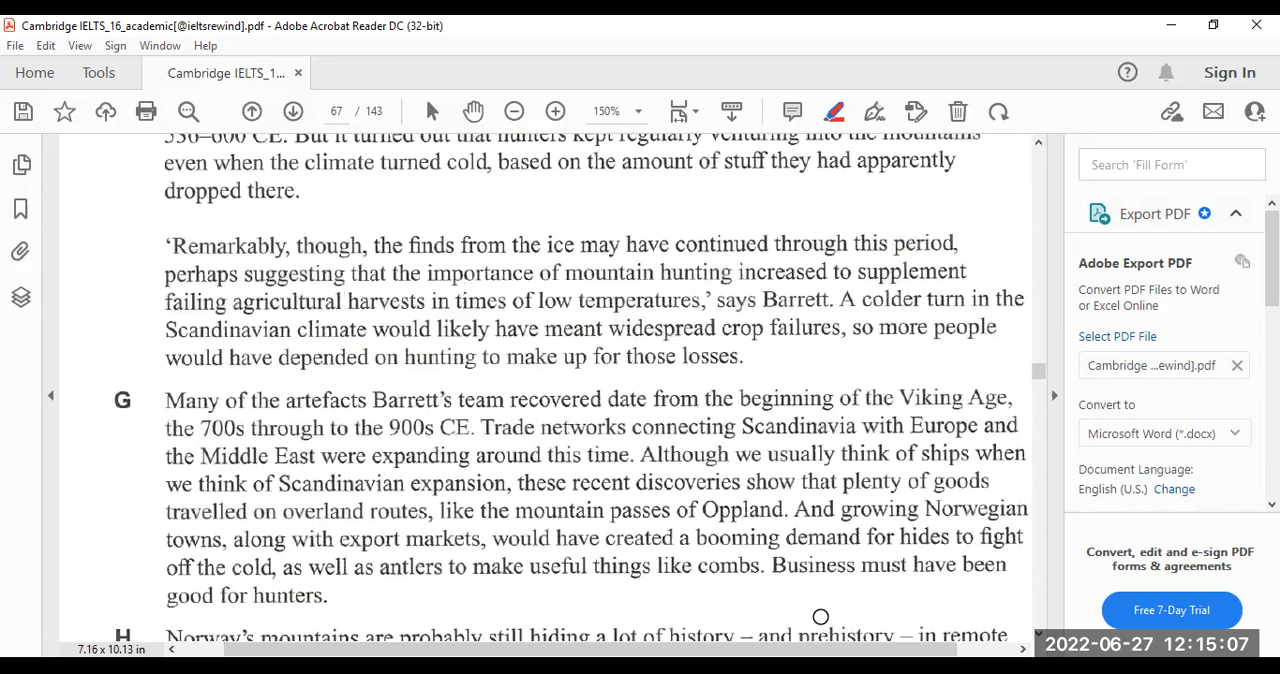 Cambridge IELTS_16_academic[@ieltsrewind].pdf - Adobe Acrobat Reader DC (32-bit)
File Edit View Sign Window Help
Home Tools Cambridge IELTS_1... × Sign In
67 / 143 150%
550–600 CE. But it turned out that hunters kept regularly venturing into the mountains
even when the climate turned cold, based on the amount of stuff they had apparently
dropped there.
‘Remarkably, though, the finds from the ice may have continued through this period,
perhaps suggesting that the importance of mountain hunting increased to supplement
failing agricultural harvests in times of low temperatures,’ says Barrett. A colder turn in the
Scandinavian climate would likely have meant widespread crop failures, so more people
would have depended on hunting to make up for those losses.
G Many of the artefacts Barrett’s team recovered date from the beginning of the Viking Age,
the 700s through to the 900s CE. Trade networks connecting Scandinavia with Europe and
the Middle East were expanding around this time. Although we usually think of ships when
we think of Scandinavian expansion, these recent discoveries show that plenty of goods
travelled on overland routes, like the mountain passes of Oppland. And growing Norwegian
towns, along with export markets, would have created a booming demand for hides to fight
off the cold, as well as antlers to make useful things like combs. Business must have been
good for hunters.
H Norway’s mountains are probably still hiding a lot of history – and prehistory – in remote
7.16 x 10.13 in
Search 'Fill Form'
Export PDF
Adobe Export PDF
Convert PDF Files to Word
or Excel Online
Select PDF File
Cambridge ...ewind].pdf
Convert to
Microsoft Word (*.docx)
Document Language:
English (U.S.) Change
Convert, edit and e-sign PDF
forms & agreements
Free 7-Day Trial
2022-06-27 12:15:07